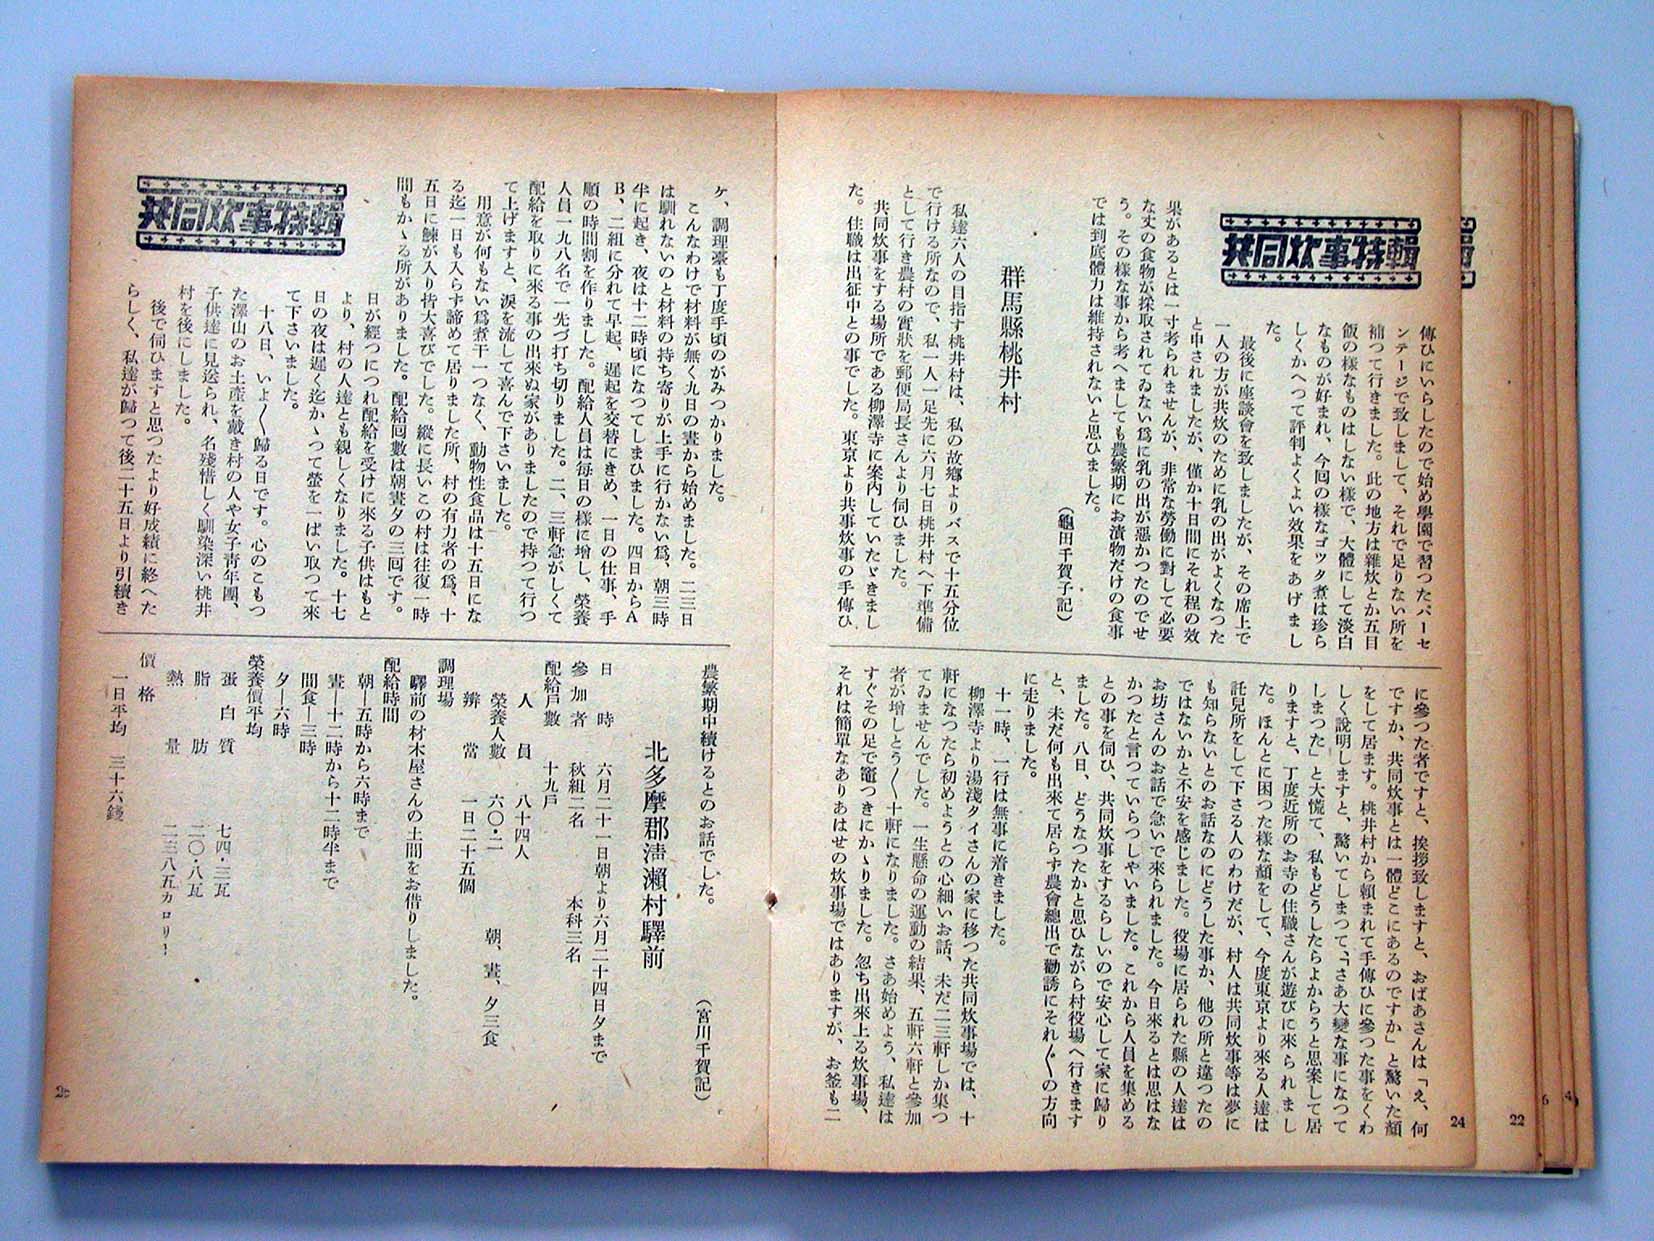 共同炊事特輯
傳ひにいらしたので始め學園で習つたパーセ
ンテージで致しまして、それで足りない所を
補つて行きました。此の地方は雜炊とか五目
飯の樣なものはしない樣で、大體にして淡白
なものが好まれ、今囘の樣なゴツタ煮は珍ら
しくかへつて評判よくよい效果をあげまし
た。
最後に座談會を致しましたが、その席上で
一人の方が共炊のために乳の出がよくなつた
と申されましたが、僅か十日間にそれ程の效
果があるとは一寸考られませんが、非常な勞働に對して必要
な丈の食物が採取されてゐない爲に乳の出が惡かつたのでせ
う。その樣な事から考へましても農繁期にお漬物だけの食事
では到底體力は維持されないと思ひました。
（龜田千賀子記）
群馬縣桃井村
私達六人の目指す桃井村は、私の故鄕よりバスで十五分位
で行ける所なので、私一人一足先に六月七日桃井村へ下準備
として行き農村の實狀を郵便局長さんより伺ひました。
共同炊事をする場所である柳澤寺に案內していたゞきまし
た。住職は出征中との事でした。東京より共事炊事の手傳ひ
に參つた者ですと、挨拶致しますと、おばあさんは「え、何
ですか、共同炊事とは一體どこにあるのですか」と驚いた顏
をして居ます。桃井村から賴まれて手傳ひに參つた事をくわ
しく說明しますと、驚いてしまつて、「さあ大變な事になつて
しまつた」と大慌て、私もどうしたらよからうと思案して居
りますと、丁度近所のお寺の住職さんが遊びに來られまし
た。ほんとに困つた樣な顏をして、今度東京より來る人達は
託兒所をして下さる人のわけだが、村人は共同炊事等は夢に
も知らないとのお話なのにどうした事か、他の所と違つたの
ではないかと不安を感じました。役場に居られた縣の人達は
お坊さんのお話で急いで來られました。今日來るとは思はな
かつたと言つていらつしやいました。これから人員を集める
との事を伺ひ、共同炊事をするらしいので安心して家に歸り
ました。八日、どうなつたかと思ひながら村役場へ行きます
と、未だ何も出來て居らず農會總出で勸誘にそれ〲の方向
に走りました。
十一時、一行は無事に着きました。
柳澤寺より湯淺タイさんの家に移つた共同炊事場では、十
軒になつたら初めようとの心細いお話、未だ二三軒しか集つ
てゐませんでした。一生懸命の運動の結果、五軒六軒と參加
者が增しとう〱十軒になりました。さあ始めよう、私達は
すぐその足で竈つきにかゝりました。忽ち出來上る炊事場、
それは簡單なありあはせの炊事場ではありますが、お釜も二
24
22
ケ、調理臺も丁度手頃のがみつかりました。
こんなわけで材料が無く九日の晝から始めました。二三日
は馴れないのと材料の持ち寄りが上手に行かない爲、朝三時
半に起き、夜は十二時頃になつてしまひました。四日からA
B、二組に分れて早起、遲起を交替にきめ、一日の仕事、手
順の時間割を作りました。配給人員は每日の樣に增し、榮養
人員一九八名で一先づ打ち切りました。二、三軒急がしくて
配給を取りに來る事の出來ぬ家がありましたので持つて行つ
て上げますと、淚を流して喜んで下さいました。
用意が何もない爲煮干一つなく、動物性食品は十五日にな
る迄一日も入らず諦めて居りました所、村の有力者の爲、十
五日に鰊が入り皆大喜びでした。縱に長いこの村は往復一時
間もかゝる所がありました。配給囘數は朝晝夕の三囘です。
共同炊事特輯
日が經つにつれ配給を受けに來る子供はもと
より、村の人達とも親しくなりました。十七
日の夜は遲く迄かゝつて螢を一ぱい取つて來
て下さいました。
十八日、いよ〱歸る日です。心のこもつ
た澤山のお土産を戴き村の人や女子靑年團、
子供達に見送られ、名殘惜しく馴染深い桃井
村を後にしました。
後で伺ひますと思つたより好成績に終へた
らしく、私達が歸つて後二十五日より引續き
農繁期中續けるとのお話でした。
（宮川千賀記）
北多摩郡淸瀨村驛前
日時　六月二十一日朝より六月二十四日夕まで
參加者　秋組二名　本科三名
配給戶數　十九戶
人員　八十四人
榮養人數　六〇・二　朝、晝、夕三食
辨當　一日二十五個
調理場
驛前の材木屋さんの土間をお借りしました。
配給時間
朝―五時から六時まで
晝―十二時から十二時半まで
間食―三時
夕―六時
榮養價平均
蛋白質　七四・三瓦
脂肪　二〇・八瓦
熱量　二三八五カロリー
價格
一日平均　三十六錢